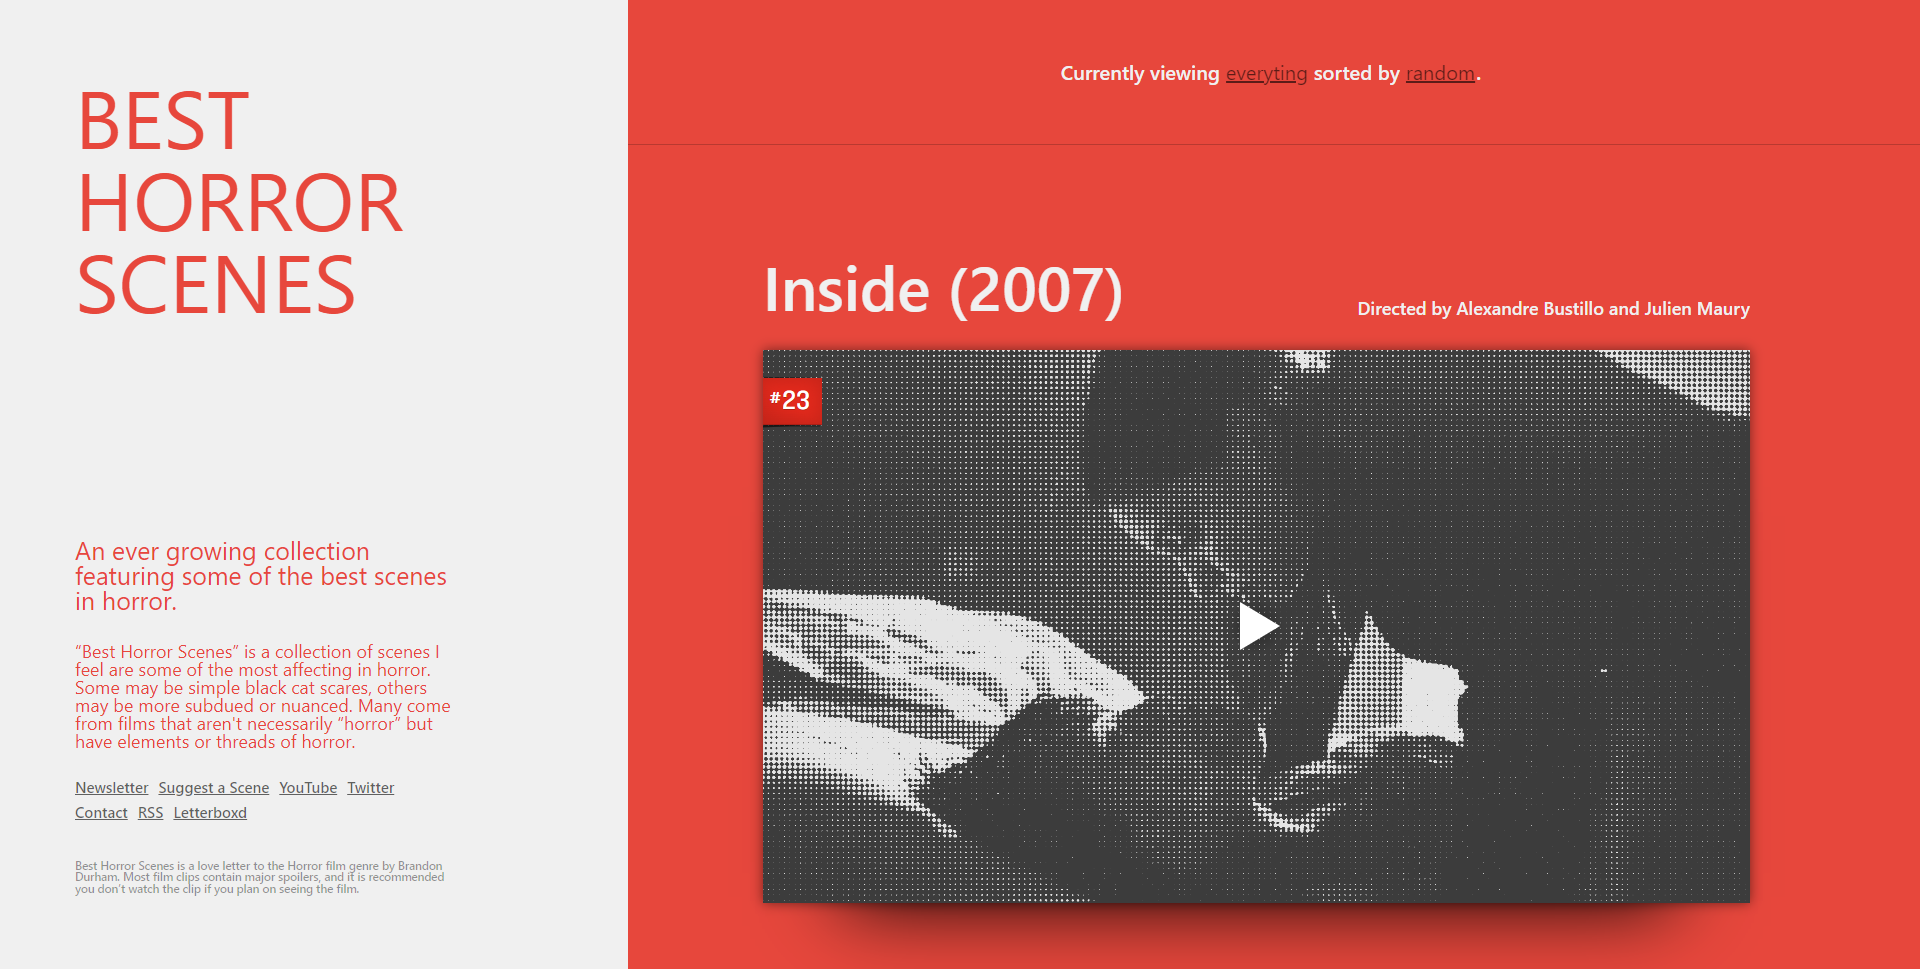 BEST
HORROR
SCENES
An ever growing collection
featuring some of the best scenes
in horror.
“Best Horror Scenes” is a collection of scenes I
feel are some of the most affecting in horror.
Some may be simple black cat scares, others
may be more subdued or nuanced. Many come
from films that aren't necessarily “horror” but
have elements or threads of horror.
Newsletter Suggest a Scene YouTube Twitter
Contact RSS Letterboxd
Best Horror Scenes is a love letter to the Horror film genre by Brandon
Durham. Most film clips contain major spoilers, and it is recommended
you don’t watch the clip if you plan on seeing the film.
Currently viewing everyting sorted by random.
Inside (2007)
Directed by Alexandre Bustillo and Julien Maury
#23